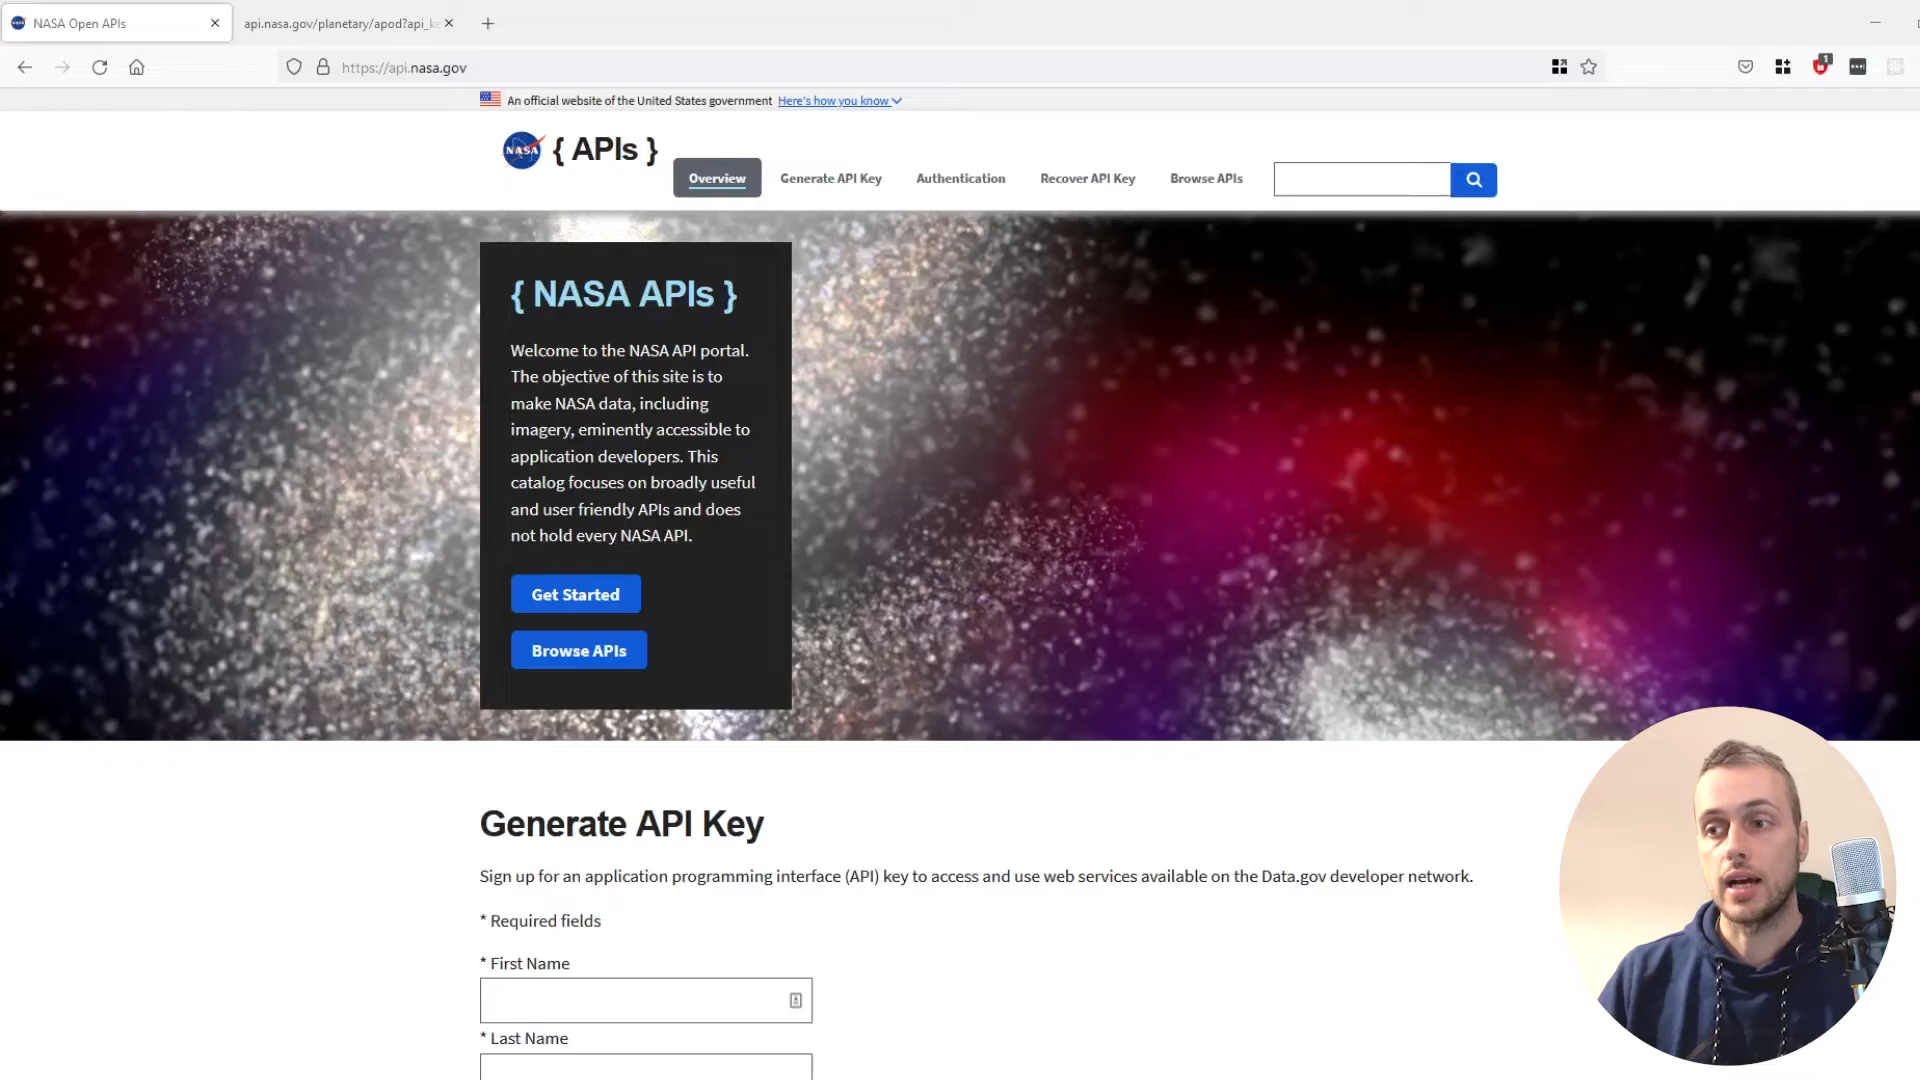 NASA Open APIs
api.nasa.gov/planetary/apod?api_ke
https://api.nasa.gov
1
An official website of the United States government Here's how you know
NASA { APIs }
Overview Generate API Key Authentication Recover API Key Browse APIs
{ NASA APIs }
Welcome to the NASA API portal.
The objective of this site is to
make NASA data, including
imagery, eminently accessible to
application developers. This
catalog focuses on broadly useful
and user friendly APIs and does
not hold every NASA API.
Get Started
Browse APIs
Generate API Key
Sign up for an application programming interface (API) key to access and use web services available on the Data.gov developer network.
* Required fields
* First Name
* Last Name